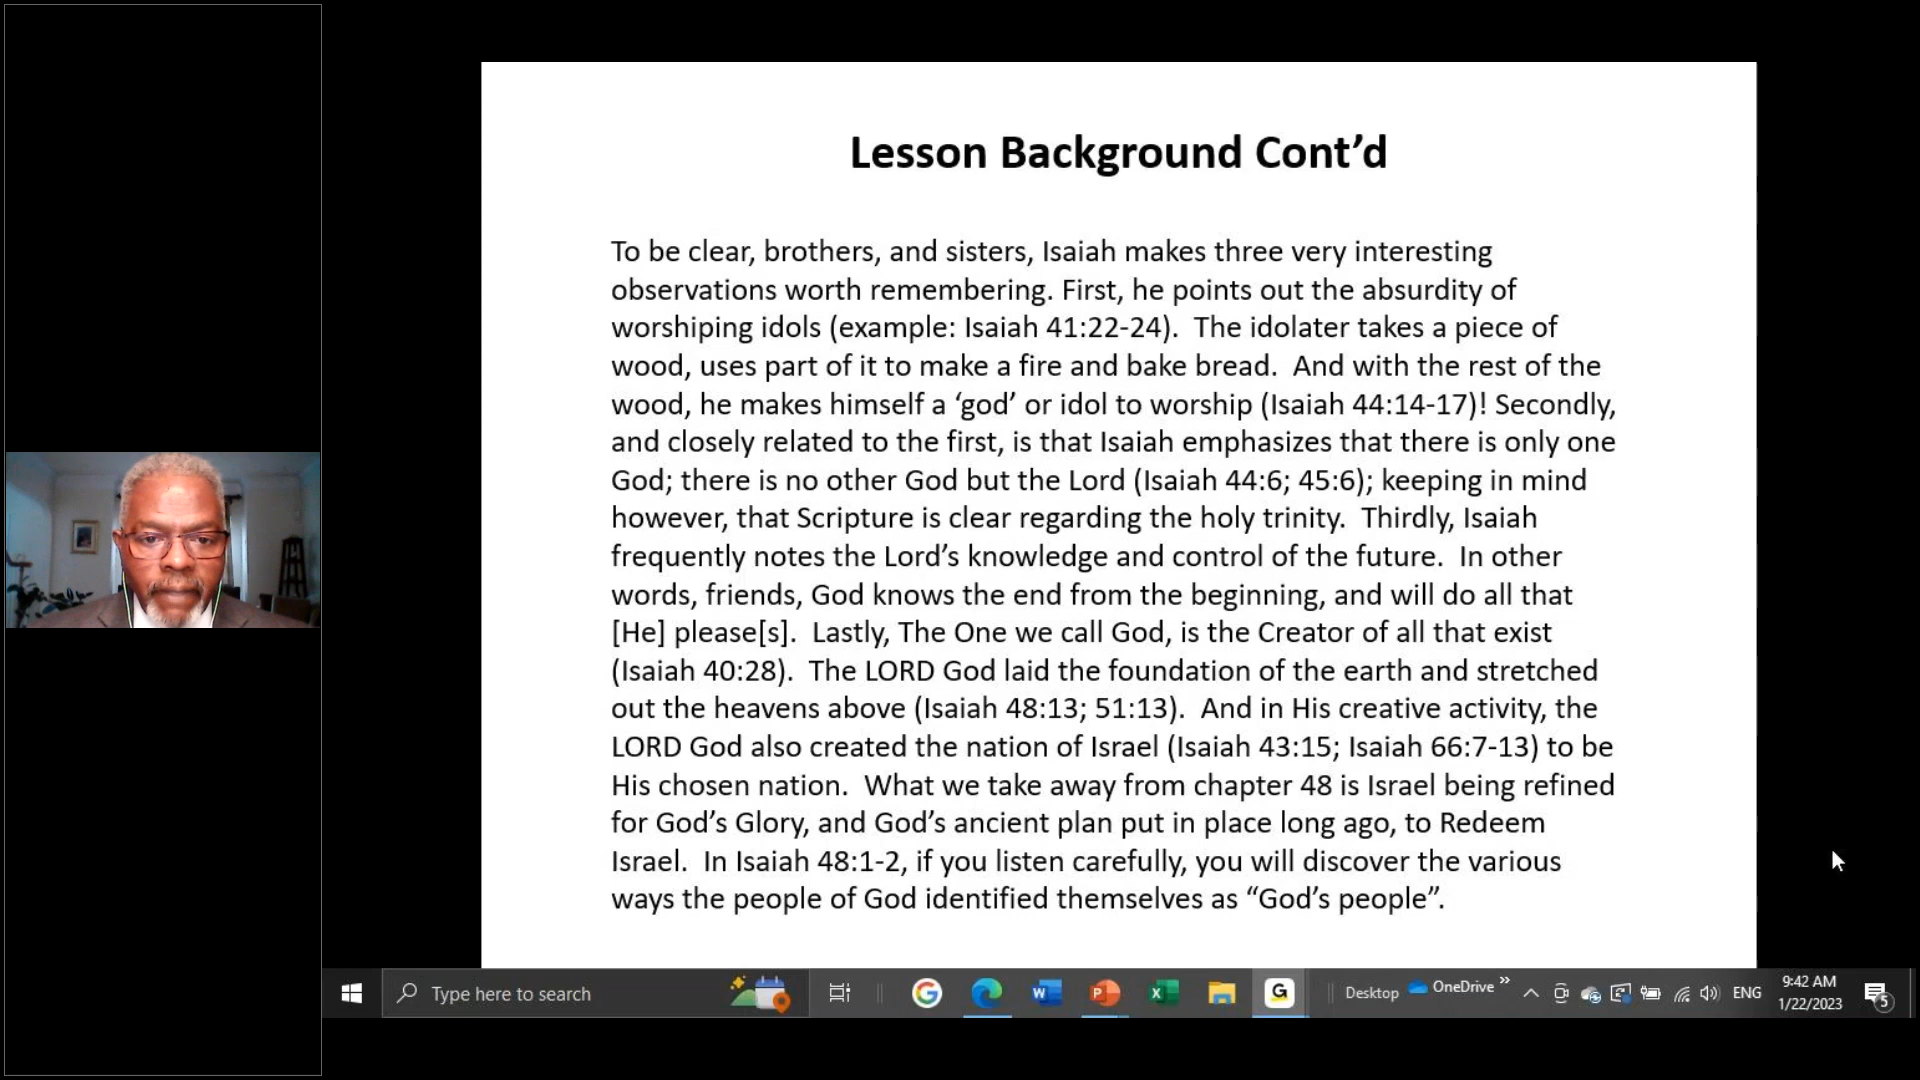 Lesson Background Cont’d
To be clear, brothers, and sisters, Isaiah makes three very interesting
observations worth remembering. First, he points out the absurdity of
worshiping idols (example: Isaiah 41:22-24).  The idolater takes a piece of
wood, uses part of it to make a fire and bake bread.  And with the rest of the
wood, he makes himself a ‘god’ or idol to worship (Isaiah 44:14-17)! Secondly,
and closely related to the first, is that Isaiah emphasizes that there is only one
God; there is no other God but the Lord (Isaiah 44:6; 45:6); keeping in mind
however, that Scripture is clear regarding the holy trinity.  Thirdly, Isaiah
frequently notes the Lord’s knowledge and control of the future.  In other
words, friends, God knows the end from the beginning, and will do all that
[He] please[s].  Lastly, The One we call God, is the Creator of all that exist
(Isaiah 40:28).  The LORD God laid the foundation of the earth and stretched
out the heavens above (Isaiah 48:13; 51:13).  And in His creative activity, the
LORD God also created the nation of Israel (Isaiah 43:15; Isaiah 66:7-13) to be
His chosen nation.  What we take away from chapter 48 is Israel being refined
for God’s Glory, and God’s ancient plan put in place long ago, to Redeem
Israel.  In Isaiah 48:1-2, if you listen carefully, you will discover the various
ways the people of God identified themselves as “God’s people”.
Type here to search
Desktop
OneDrive
ENG
9:42 AM
1/22/2023
5